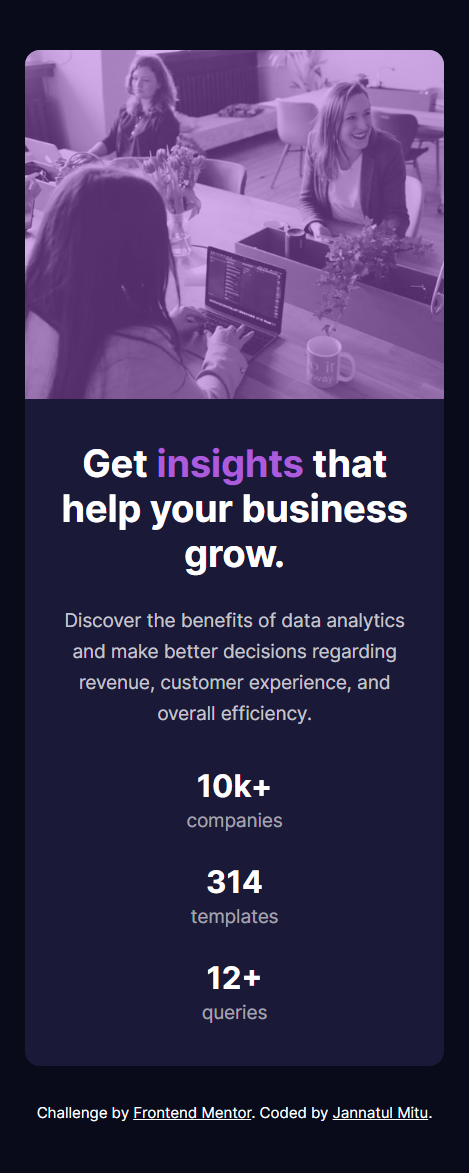 Get insights that
help your business
grow.
Discover the benefits of data analytics
and make better decisions regarding
revenue, customer experience, and
overall efficiency.
10k+
companies
314
templates
12+
queries
Challenge by Frontend Mentor. Coded by Jannatul Mitu.